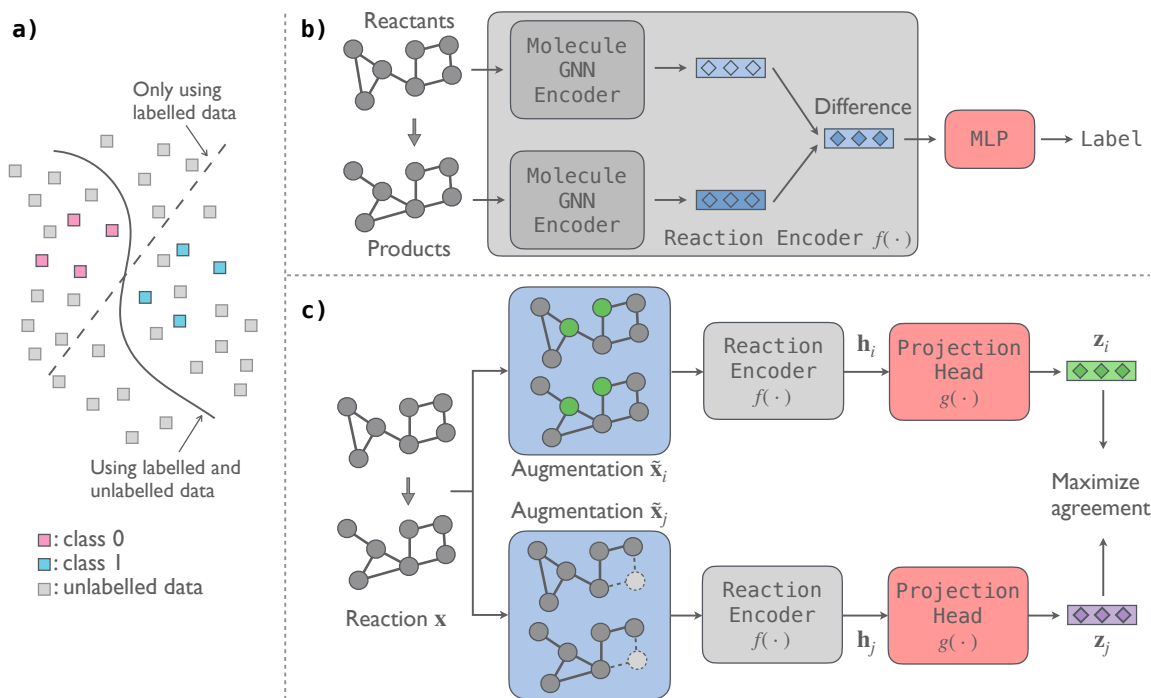 a)
Only using
labelled data
Using labelled and
unlabelled data
: class 0
: class 1
: unlabelled data
b)
Reactants
Products
Molecule
GNN
Encoder
Molecule
GNN
Encoder
Difference
Reaction Encoder f(·)
MLP
Label
c)
Reaction x
Augmentation x̃ᵢ
Augmentation x̃ⱼ
Reaction
Encoder
f(·)
hᵢ
Projection
Head
g(·)
zᵢ
Reaction
Encoder
f(·)
hⱼ
Projection
Head
g(·)
zⱼ
Maximize
agreement